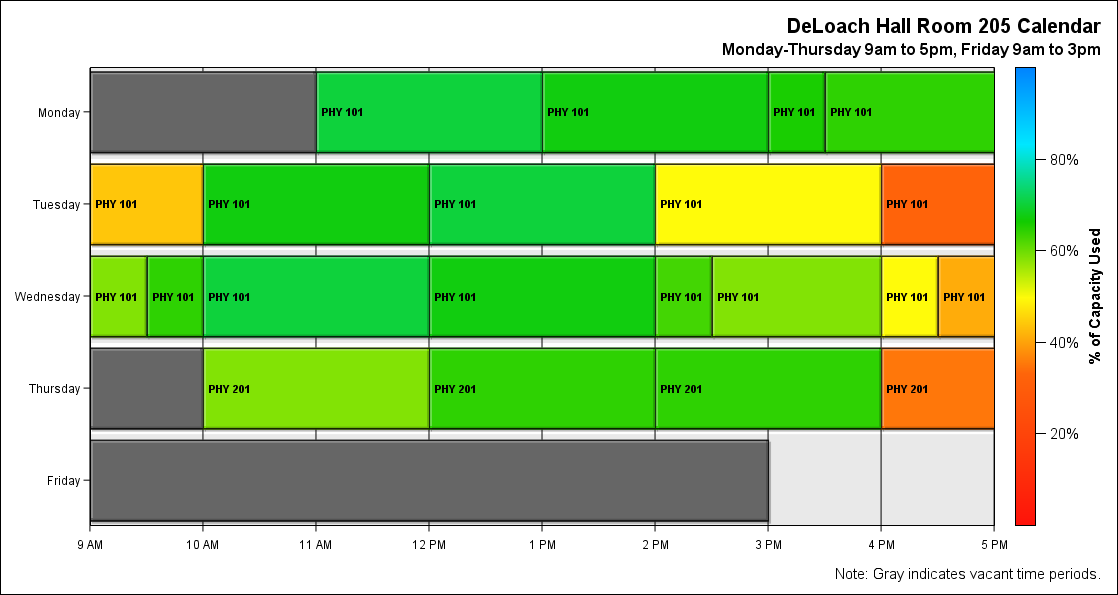 DeLoach Hall Room 205 Calendar
Monday-Thursday 9am to 5pm, Friday 9am to 3pm
Monday
PHY 101
PHY 101
PHY 101
PHY 101
Tuesday
PHY 101
PHY 101
PHY 101
PHY 101
PHY 101
Wednesday
PHY 101
PHY 101
PHY 101
PHY 101
PHY 101
PHY 101
PHY 101
PHY 101
Thursday
PHY 201
PHY 201
PHY 201
PHY 201
Friday
9 AM
10 AM
11 AM
12 PM
1 PM
2 PM
3 PM
4 PM
5 PM
80%
60%
40%
20%
% of Capacity Used
Note: Gray indicates vacant time periods.